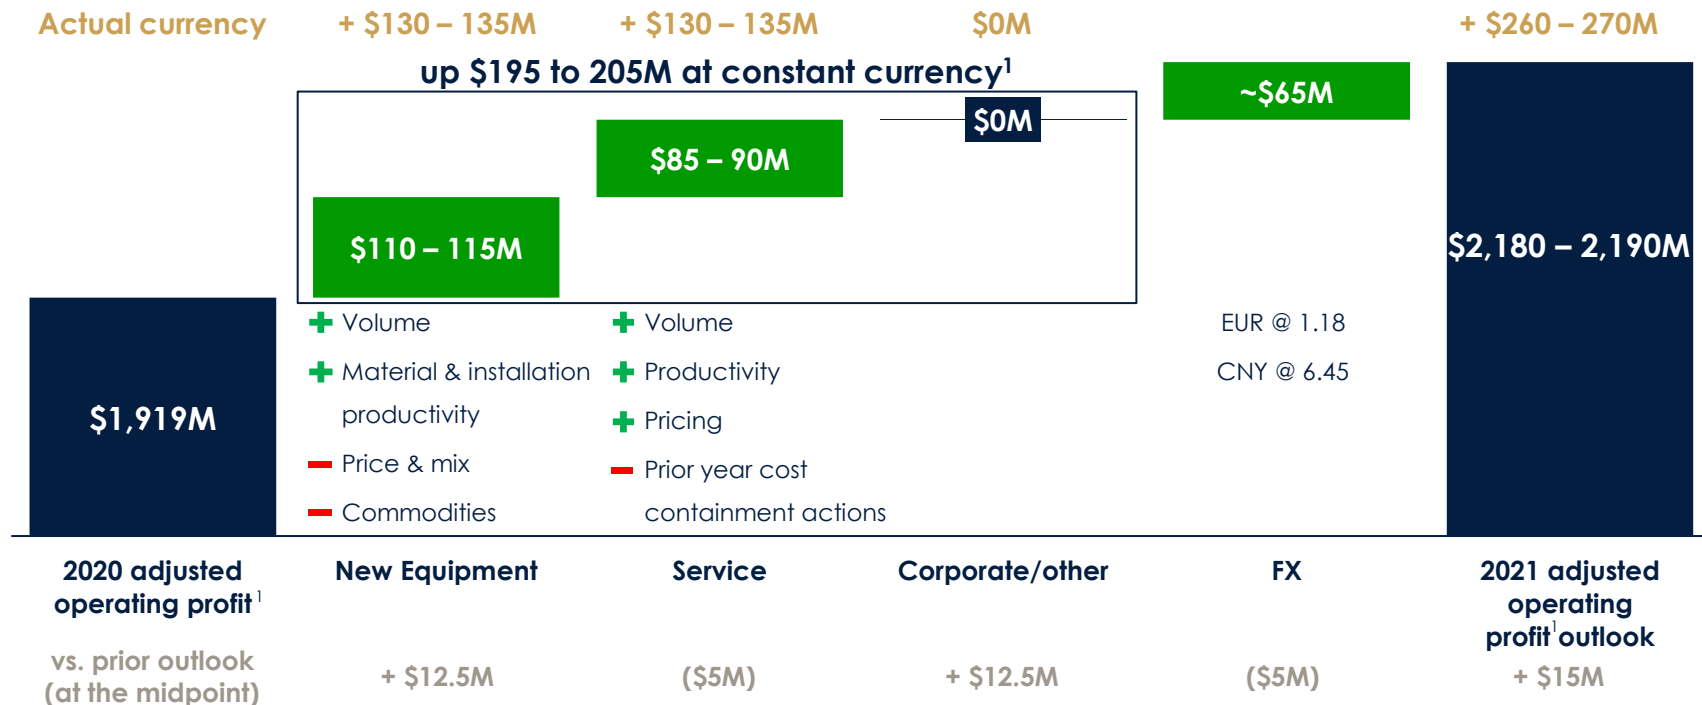 Actual currency + $130 – 135M + $130 – 135M $0M + $260 – 270M
up $195 to 205M at constant currency1
~$65M
$0M
$85 – 90M
$110 – 115M
$2,180 – 2,190M
$1,919M
+ Volume
+ Material & installation
productivity
– Price & mix
– Commodities
+ Volume
+ Productivity
+ Pricing
– Prior year cost
containment actions
EUR @ 1.18
CNY @ 6.45
2020 adjusted
operating profit1
New Equipment
Service
Corporate/other
FX
2021 adjusted
operating
profit1 outlook
vs. prior outlook
(at the midpoint)
+ $12.5M
($5M)
+ $12.5M
($5M)
+ $15M